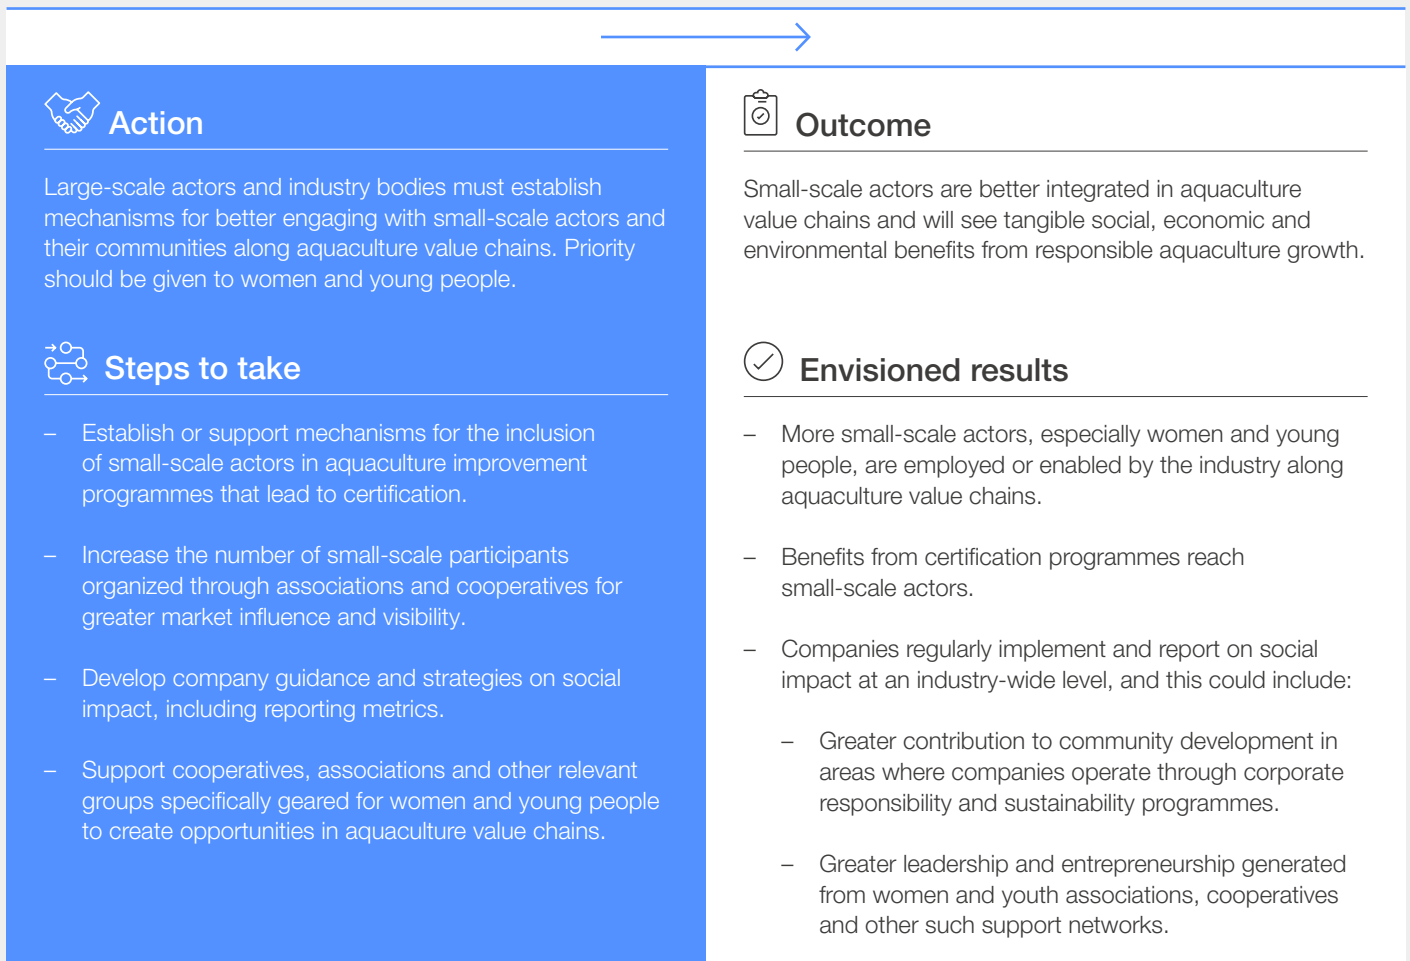 Action
Large-scale actors and industry bodies must establish
mechanisms for better engaging with small-scale actors and
their communities along aquaculture value chains. Priority
should be given to women and young people.
Steps to take
– Establish or support mechanisms for the inclusion
of small-scale actors in aquaculture improvement
programmes that lead to certification.
– Increase the number of small-scale participants
organized through associations and cooperatives for
greater market influence and visibility.
– Develop company guidance and strategies on social
impact, including reporting metrics.
– Support cooperatives, associations and other relevant
groups specifically geared for women and young people
to create opportunities in aquaculture value chains.
Outcome
Small-scale actors are better integrated in aquaculture
value chains and will see tangible social, economic and
environmental benefits from responsible aquaculture growth.
Envisioned results
– More small-scale actors, especially women and young
people, are employed or enabled by the industry along
aquaculture value chains.
– Benefits from certification programmes reach
small-scale actors.
– Companies regularly implement and report on social
impact at an industry-wide level, and this could include:
– Greater contribution to community development in
areas where companies operate through corporate
responsibility and sustainability programmes.
– Greater leadership and entrepreneurship generated
from women and youth associations, cooperatives
and other such support networks.